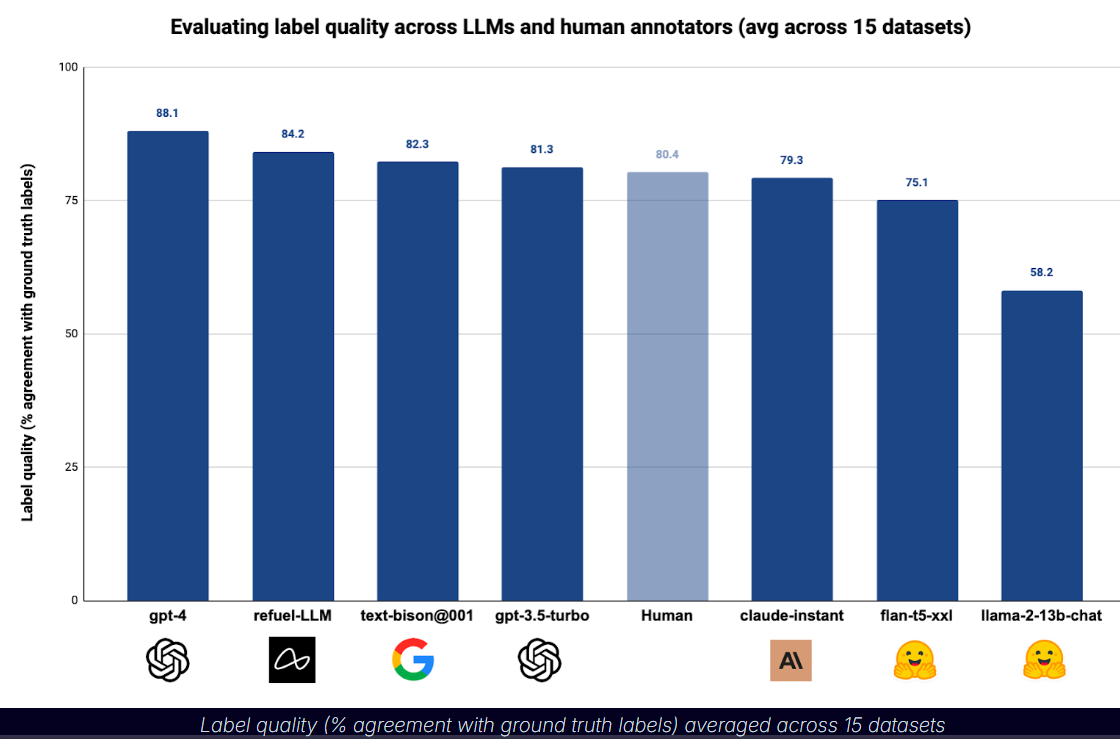 Evaluating label quality across LLMs and human annotators (avg across 15 datasets)
Label quality (% agreement with ground truth labels)
100
75
50
25
0
88.1
84.2
82.3
81.3
80.4
79.3
75.1
58.2
gpt-4
refuel-LLM
text-bison@001
gpt-3.5-turbo
Human
claude-instant
flan-t5-xxl
llama-2-13b-chat
Label quality (% agreement with ground truth labels) averaged across 15 datasets